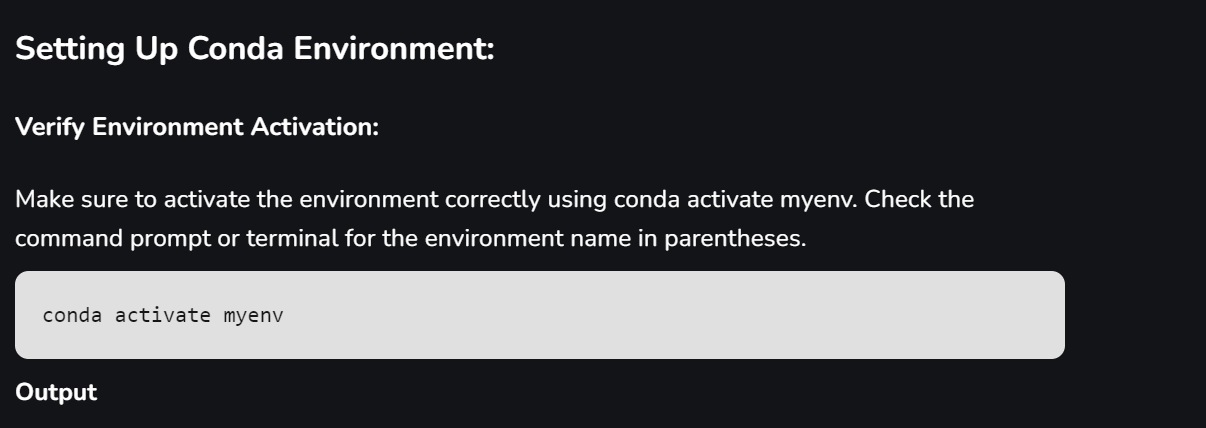 Setting Up Conda Environment:
Verify Environment Activation:
Make sure to activate the environment correctly using conda activate myenv. Check the
command prompt or terminal for the environment name in parentheses.
conda activate myenv
Output